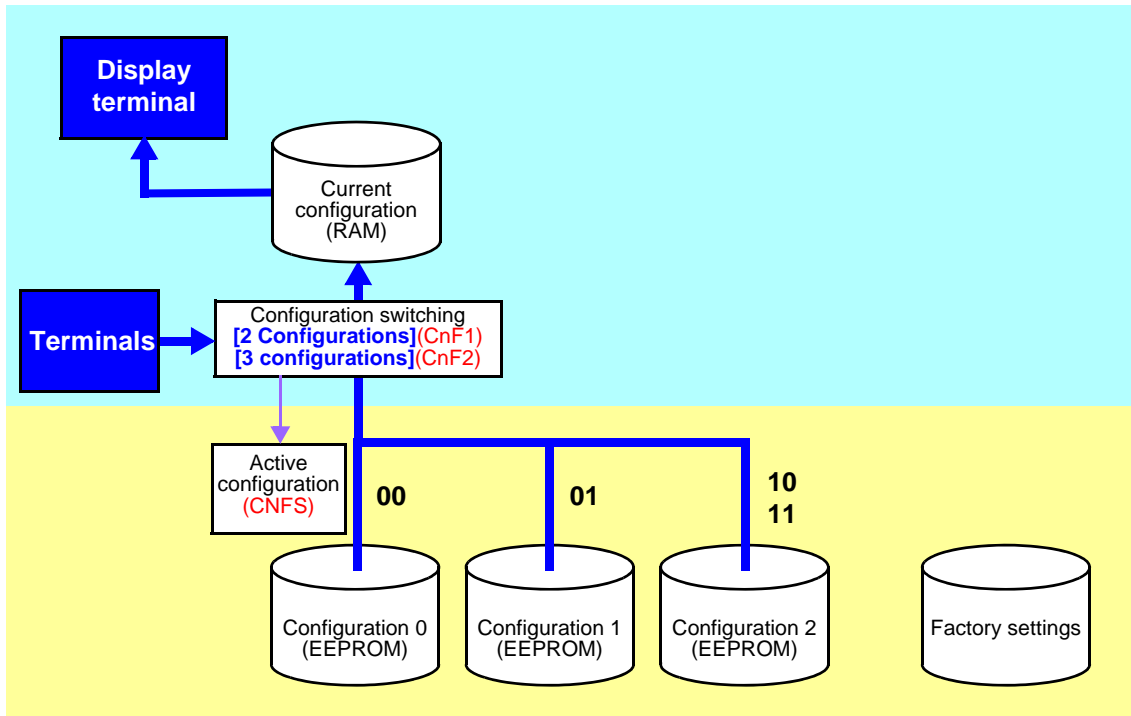 Display
terminal
Current
configuration
(RAM)
Terminals
Configuration switching
[2 Configurations](CnF1)
[3 configurations](CnF2)
Active
configuration
(CNFS)
00
01
10
11
Configuration 0
(EEPROM)
Configuration 1
(EEPROM)
Configuration 2
(EEPROM)
Factory settings